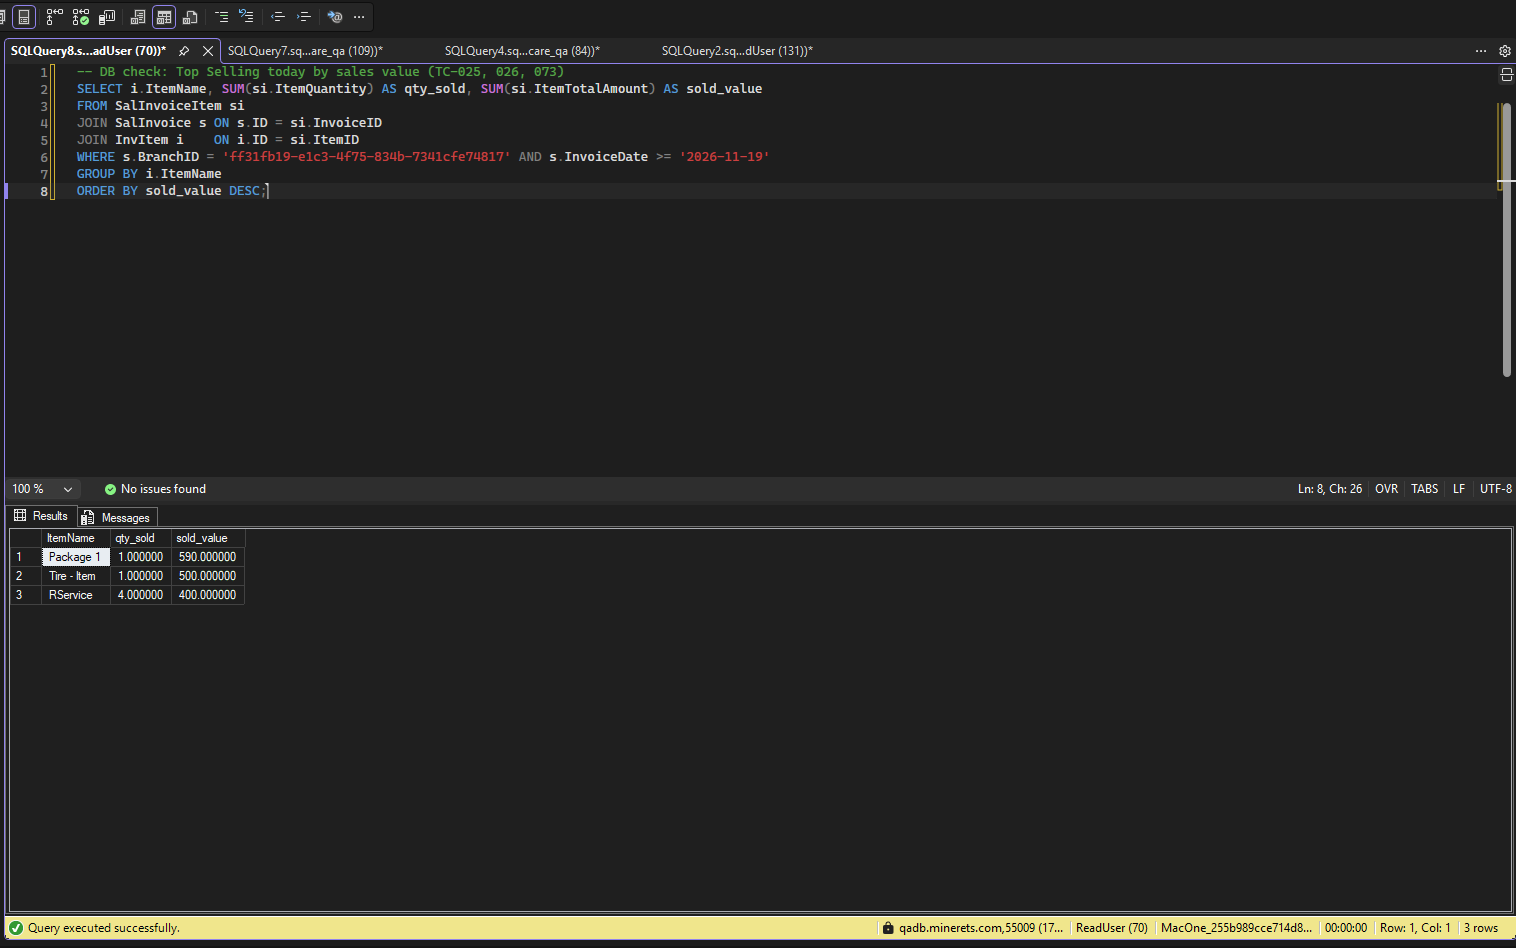 SQLQuery8.s...adUser (70))*
SQLQuery7.sq...are_qa (109))*
SQLQuery4.sq...care_qa (84))*
SQLQuery2.sq...dUser (131))*
1 -- DB check: Top Selling today by sales value (TC-025, 026, 073)
2 SELECT i.ItemName, SUM(si.ItemQuantity) AS qty_sold, SUM(si.ItemTotalAmount) AS sold_value
3 FROM SalInvoiceItem si
4 JOIN SalInvoice s ON s.ID = si.InvoiceID
5 JOIN InvItem i    ON i.ID = si.ItemID
6 WHERE s.BranchID = 'ff31fb19-e1c3-4f75-834b-7341cfe74817' AND s.InvoiceDate >= '2026-11-19'
7 GROUP BY i.ItemName
8 ORDER BY sold_value DESC;
100 % No issues found Ln: 8, Ch: 26 OVR TABS LF UTF-8
Results Messages
ItemName qty_sold sold_value
1 Package 1 1.000000 590.000000
2 Tire - Item 1.000000 500.000000
3 RService 4.000000 400.000000
Query executed successfully. qadb.minerets.com,55009 (17... ReadUser (70) MacOne_255b989cce714d8... 00:00:00 Row: 1, Col: 1 3 rows